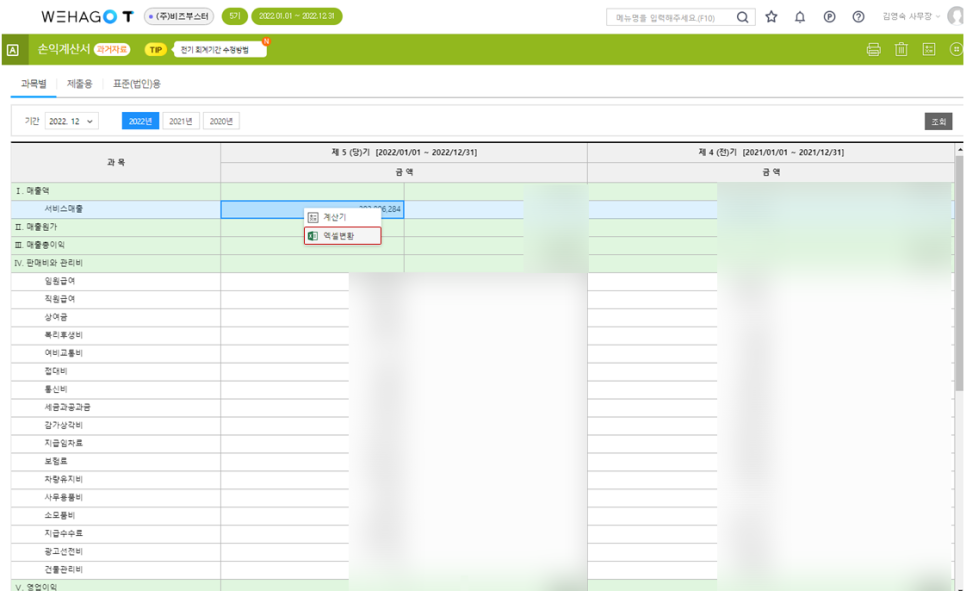 WEHAGO T (주)비즈부스터 5기 2022.01.01 ~ 2022.12.31 메뉴명을 입력해주세요.(F10) P ? 김영숙 사무장
A 손익계산서 과거자료 TIP 전기 회계기간 수정방법 N
과목별 제출용 표준(법인)용
기간 2022. 12 2022년 2021년 2020년 조회
과 목 제 5 (당)기 [2022/01/01 ~ 2022/12/31] 제 4 (전)기 [2021/01/01 ~ 2021/12/31]
금 액 금 액
Ⅰ. 매출액
서비스매출 6,284
계산기
엑셀변환
Ⅱ. 매출원가
Ⅲ. 매출총이익
Ⅳ. 판매비와 관리비
임원급여
직원급여
상여금
복리후생비
여비교통비
접대비
통신비
세금과공과금
감가상각비
지급임차료
보험료
차량유지비
사무용품비
소모품비
지급수수료
광고선전비
건물관리비
Ⅴ. 영업이익